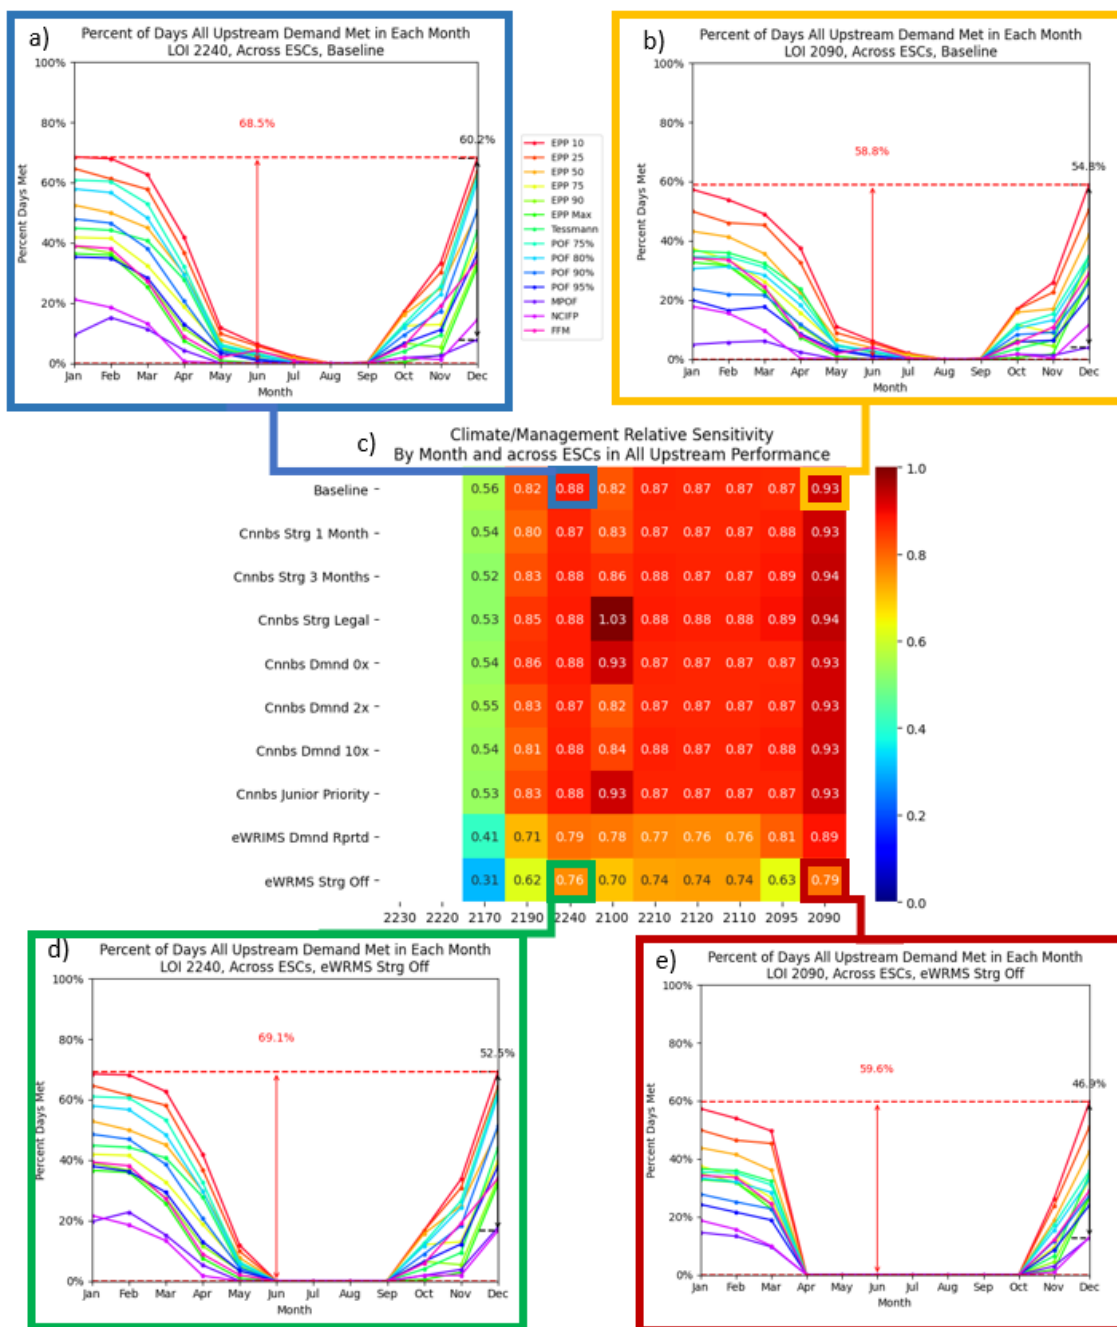 a)
Percent of Days All Upstream Demand Met in Each Month
LOI 2240, Across ESCs, Baseline
100%
80%
60%
40%
20%
0%
Percent Days Met
68.5%
60.2%
Jan Feb Mar Apr May Jun Jul Aug Sep Oct Nov Dec
Month
EPP 10
EPP 25
EPP 50
EPP 75
EPP 90
EPP Max
Tessmann
POF 75%
POF 80%
POF 90%
POF 95%
MPOF
NCIFP
FFM
b)
Percent of Days All Upstream Demand Met in Each Month
LOI 2090, Across ESCs, Baseline
100%
80%
60%
40%
20%
0%
Percent Days Met
58.8%
54.8%
Jan Feb Mar Apr May Jun Jul Aug Sep Oct Nov Dec
Month
c)
Climate/Management Relative Sensitivity
By Month and across ESCs in All Upstream Performance
Baseline 0.56 0.82 0.88 0.82 0.87 0.87 0.87 0.87 0.93
Cnnbs Strg 1 Month 0.54 0.80 0.87 0.83 0.87 0.87 0.87 0.88 0.93
Cnnbs Strg 3 Months 0.52 0.83 0.88 0.86 0.88 0.87 0.87 0.89 0.94
Cnnbs Strg Legal 0.53 0.85 0.88 1.03 0.88 0.88 0.88 0.89 0.94
Cnnbs Dmnd 0x 0.54 0.86 0.88 0.93 0.87 0.87 0.87 0.87 0.93
Cnnbs Dmnd 2x 0.55 0.83 0.87 0.82 0.87 0.87 0.87 0.87 0.93
Cnnbs Dmnd 10x 0.54 0.81 0.88 0.84 0.88 0.87 0.87 0.88 0.93
Cnnbs Junior Priority 0.53 0.83 0.88 0.93 0.87 0.87 0.87 0.87 0.93
eWRIMS Dmnd Rprtd 0.41 0.71 0.79 0.78 0.77 0.76 0.76 0.81 0.89
eWRMS Strg Off 0.31 0.62 0.76 0.70 0.74 0.74 0.74 0.63 0.79
2230 2220 2170 2190 2240 2100 2210 2120 2110 2095 2090
1.0
0.8
0.6
0.4
0.2
0.0
d)
Percent of Days All Upstream Demand Met in Each Month
LOI 2240, Across ESCs, eWRMS Strg Off
100%
80%
60%
40%
20%
0%
Percent Days Met
69.1%
52.5%
Jan Feb Mar Apr May Jun Jul Aug Sep Oct Nov Dec
Month
e)
Percent of Days All Upstream Demand Met in Each Month
LOI 2090, Across ESCs, eWRMS Strg Off
100%
80%
60%
40%
20%
0%
Percent Days Met
59.6%
46.9%
Jan Feb Mar Apr May Jun Jul Aug Sep Oct Nov Dec
Month